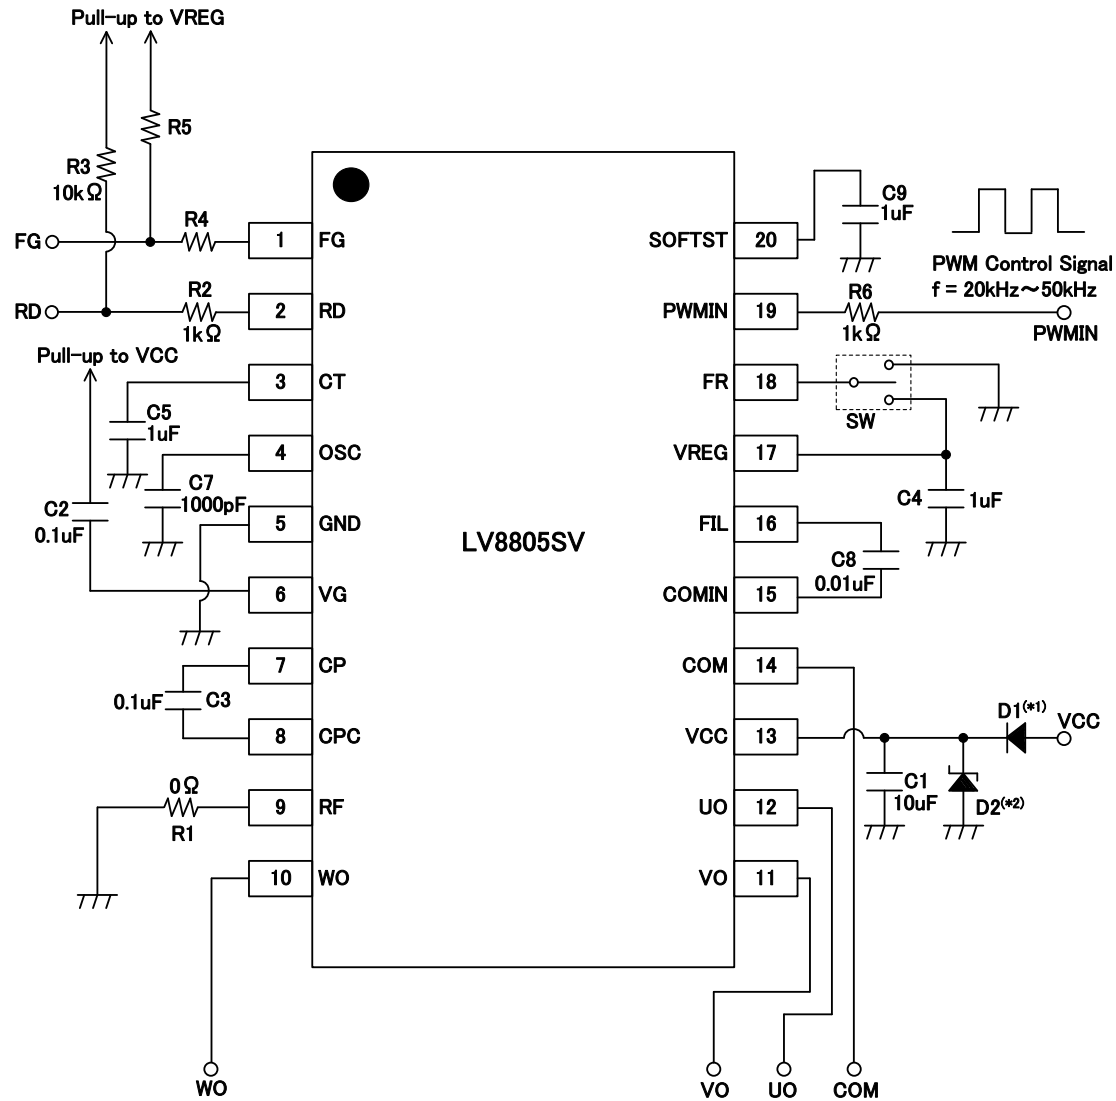 Pull-up to VREG
R5
R3
10kΩ
R4
FG
1
FG
R2
RD
1kΩ
2
RD
Pull-up to VCC
3
CT
C5
1uF
4
OSC
C7
1000pF
C2
0.1uF
5
GND
6
VG
7
CP
0.1uF
C3
8
CPC
0Ω
R1
9
RF
10
WO
LV8805SV
SOFTST
20
C9
1uF
PWM Control Signal
f = 20kHz～50kHz
PWMIN
19
R6
1kΩ
PWMIN
FR
18
SW
VREG
17
C4
1uF
FIL
16
C8
0.01uF
COMIN
15
COM
14
VCC
13
D1(*1)
VCC
C1
10uF
D2(*2)
UO
12
VO
11
WO
VO
UO
COM